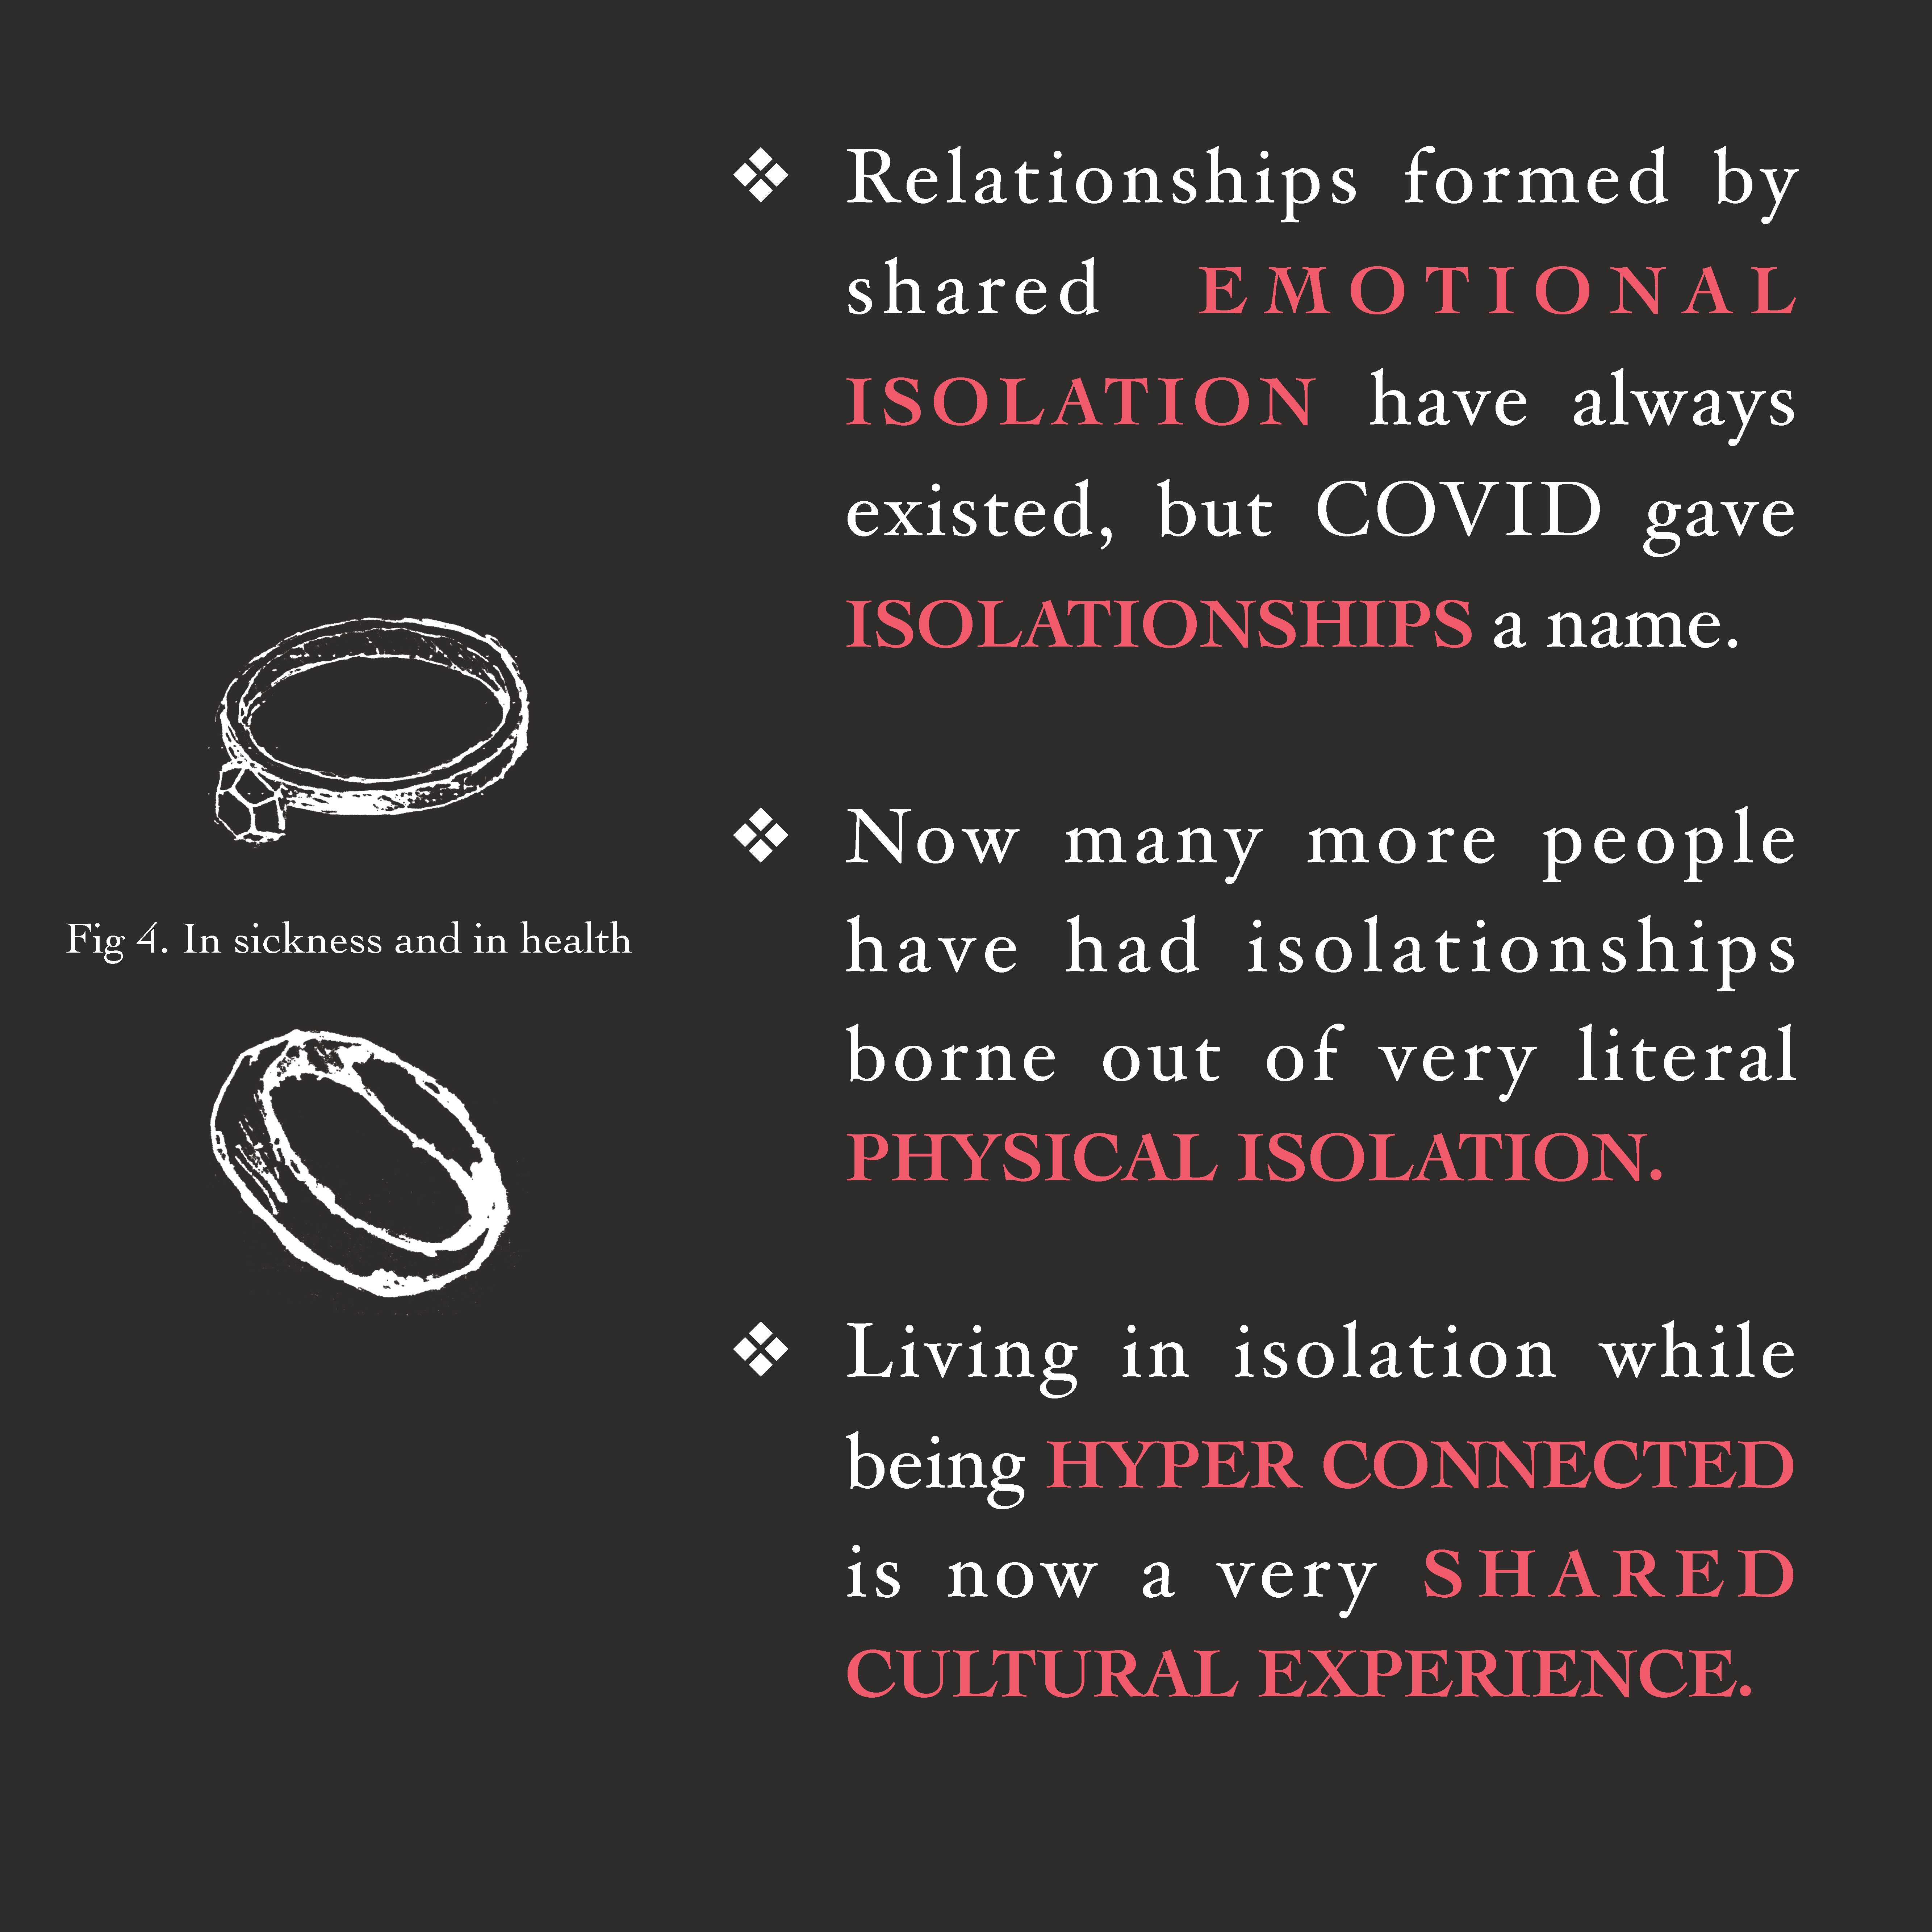 ❖ Relationships formed by
shared EMOTIONAL
ISOLATION have always
existed, but COVID gave
ISOLATIONSHIPS a name.
Fig 4. In sickness and in health
❖ Now many more people
have had isolationships
borne out of very literal
PHYSICAL ISOLATION.
❖ Living in isolation while
being HYPER CONNECTED
is now a very SHARED
CULTURAL EXPERIENCE.